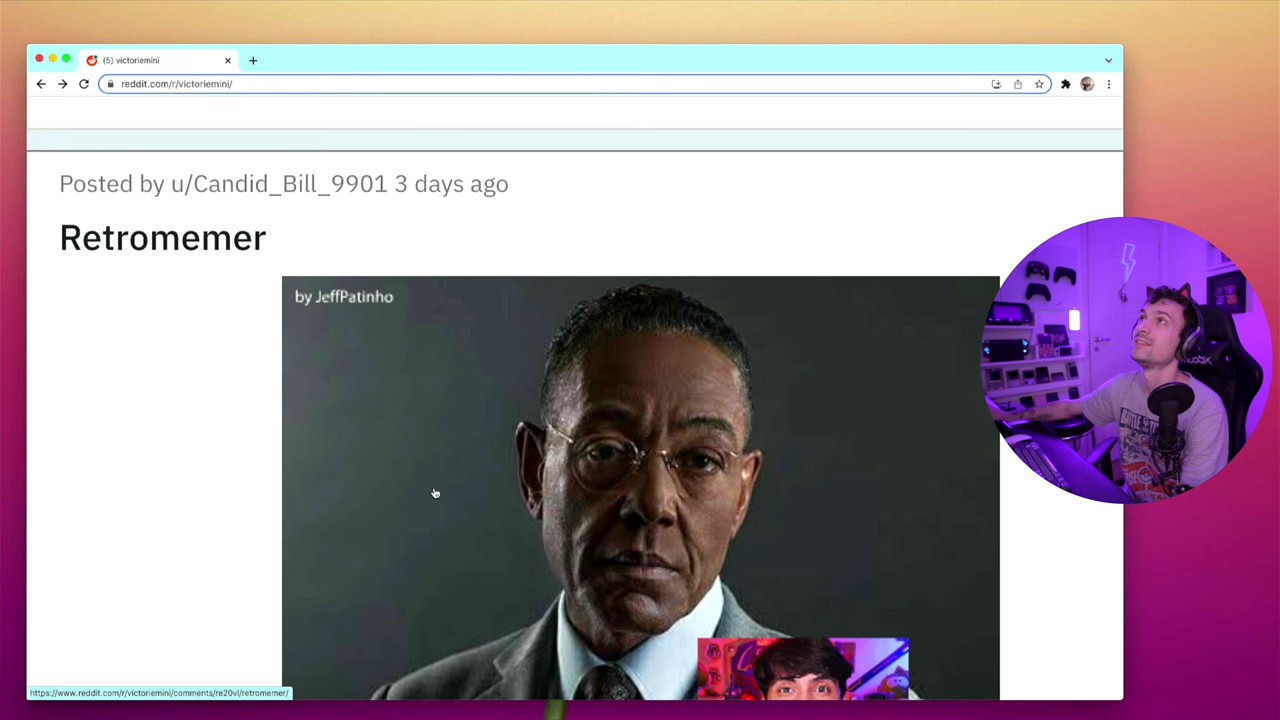 (5) victoriemini
reddit.com/r/victoriemini/
Posted by u/Candid_Bill_9901 3 days ago
Retromemer
by JeffPatinho
https://www.reddit.com/r/victoriemini/comments/re20vl/retromemer/